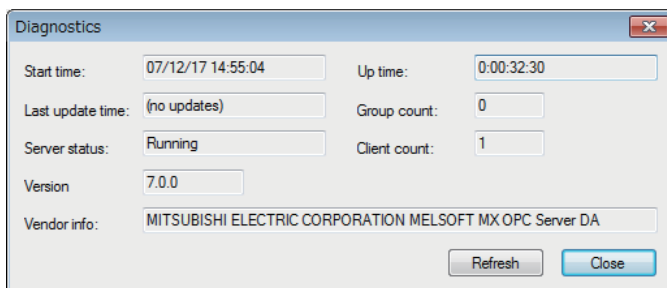 Diagnostics
Start time: 07/12/17 14:55:04 Up time: 0:00:32:30
Last update time: (no updates) Group count: 0
Server status: Running Client count: 1
Version 7.0.0
Vendor info: MITSUBISHI ELECTRIC CORPORATION MELSOFT MX OPC Server DA
Refresh Close